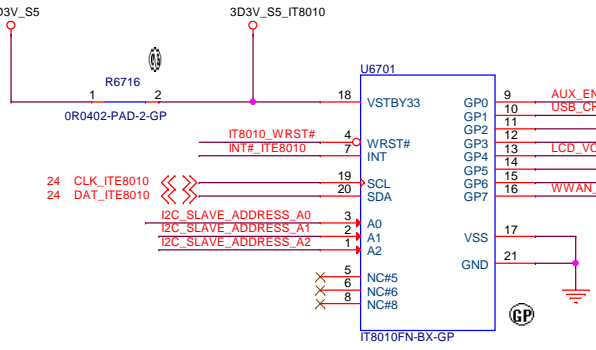 D3V_S5
3D3V_S5_IT8010
R6716
1
2
0R0402-PAD-2-GP
U6701
18
VSTBY33
IT8010_WRST#
4
WRST#
INT#_ITE8010
7
INT
24 CLK_ITE8010
19
SCL
24 DAT_ITE8010
20
SDA
I2C_SLAVE_ADDRESS_A0
3
A0
I2C_SLAVE_ADDRESS_A1
2
A1
I2C_SLAVE_ADDRESS_A2
1
A2
5
NC#5
6
NC#6
8
NC#8
GP0
9
AUX_EN
GP1
10
USB_CH
GP2
11
GP3
12
GP4
13
LCD_VC
GP5
14
GP6
15
GP7
16
WWAN_
VSS
17
GND
21
GP
IT8010FN-BX-GP